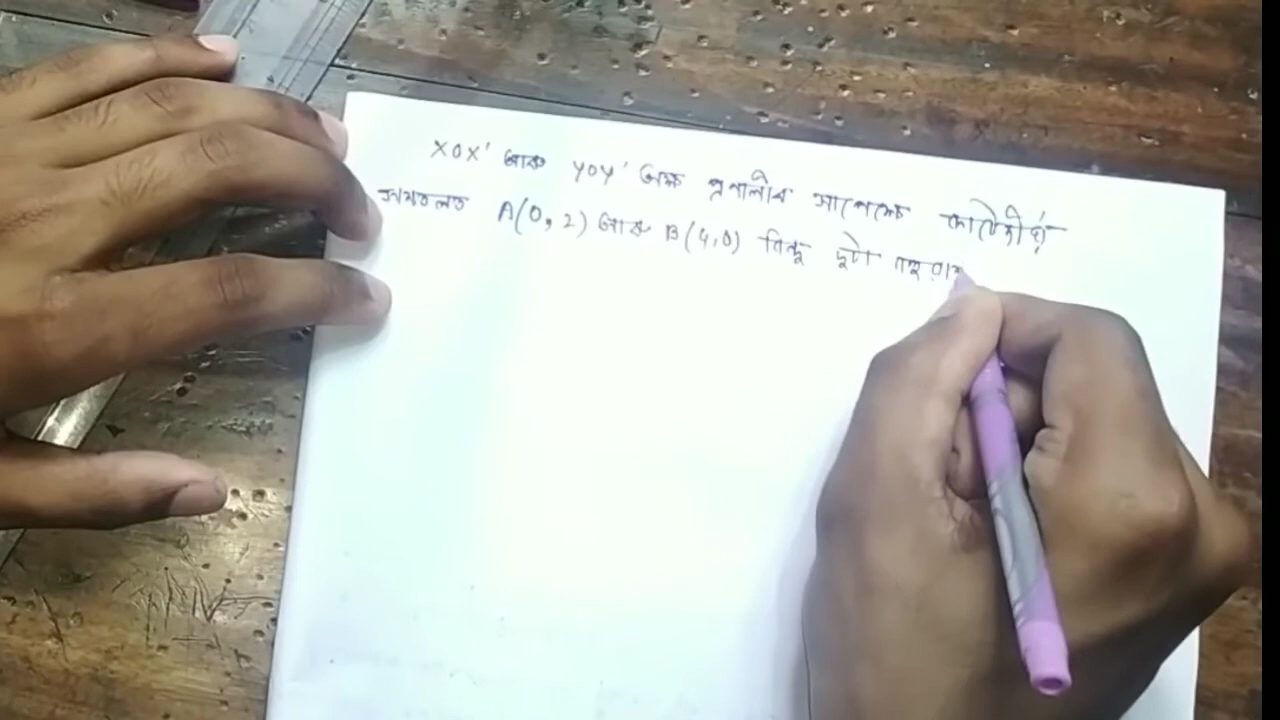 XOX' আৰু YOY' অক্ষ প্ৰণালীৰ সাপেক্ষে কাৰ্টেজীয়
সমতলত A(0, 2) আৰু B(4,0) বিন্দু দুটা